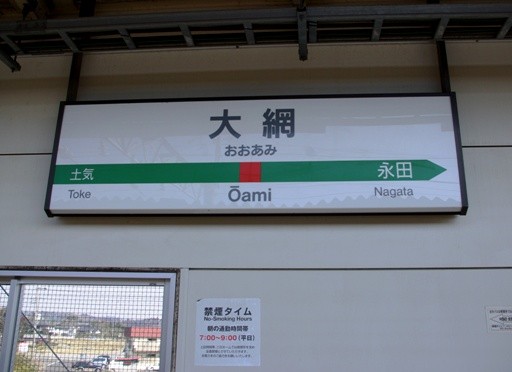 大網
おおあみ
土気 永田
Toke Ōami Nagata
禁煙タイム
No-Smoking Hours
朝の通勤時間帯
7:00～9:00(平日)